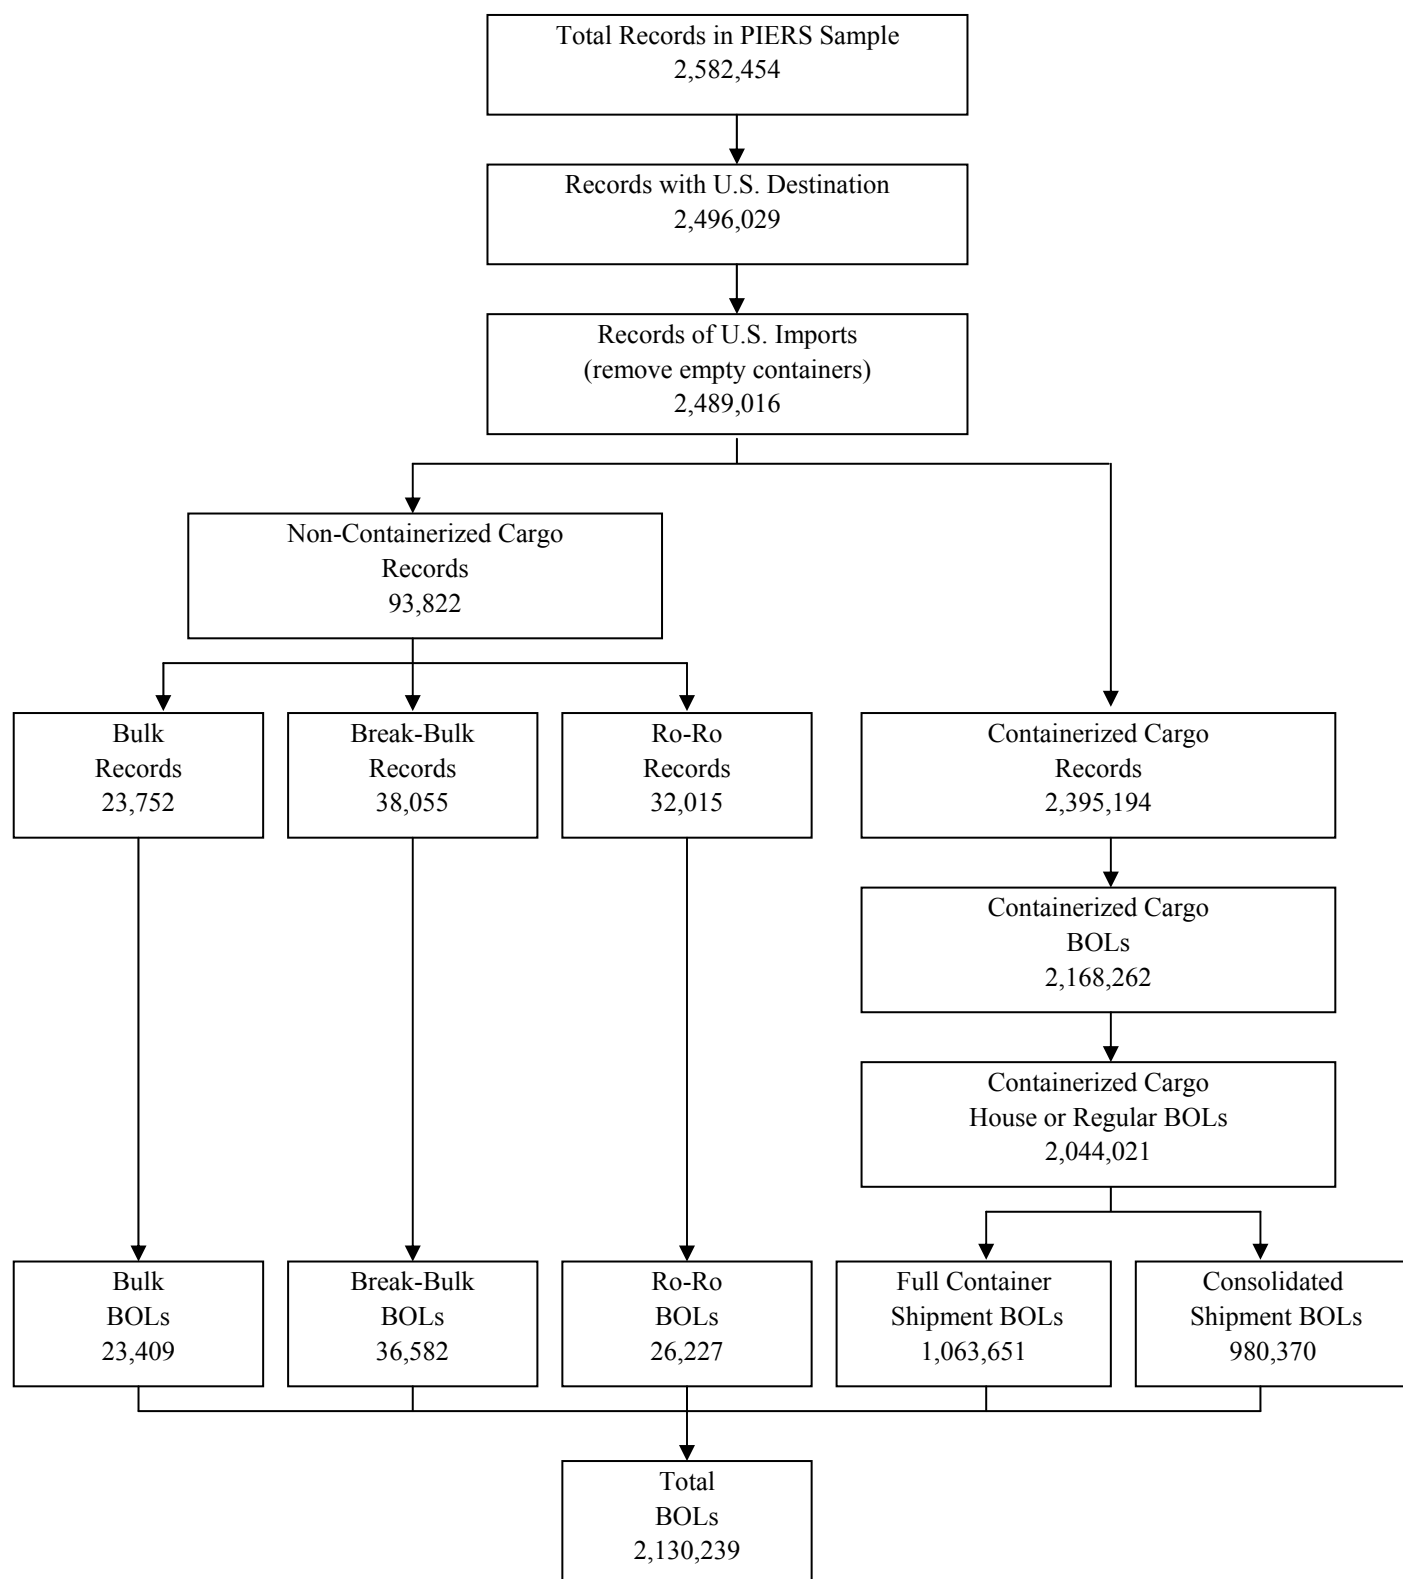 Total Records in PIERS Sample
2,582,454
Records with U.S. Destination
2,496,029
Records of U.S. Imports
(remove empty containers)
2,489,016
Non-Containerized Cargo
Records
93,822
Bulk
Records
23,752
Break-Bulk
Records
38,055
Ro-Ro
Records
32,015
Containerized Cargo
Records
2,395,194
Containerized Cargo
BOLs
2,168,262
Containerized Cargo
House or Regular BOLs
2,044,021
Bulk
BOLs
23,409
Break-Bulk
BOLs
36,582
Ro-Ro
BOLs
26,227
Full Container
Shipment BOLs
1,063,651
Consolidated
Shipment BOLs
980,370
Total
BOLs
2,130,239